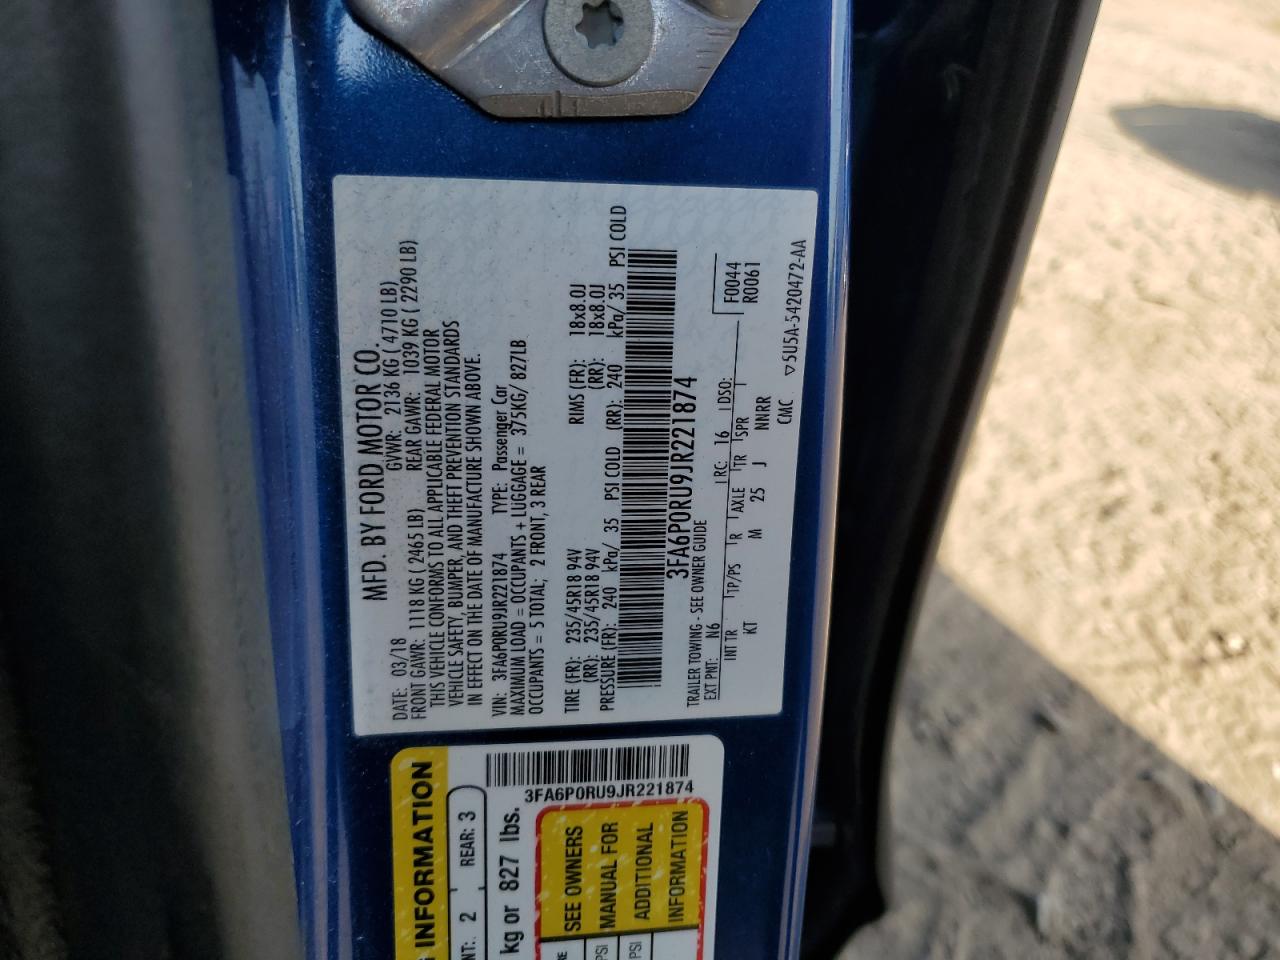 MFD. BY FORD MOTOR CO.
DATE: 03/18 GVWR: 2136 KG ( 4710 LB)
FRONT GAWR: 1118 KG ( 2465 LB) REAR GAWR: 1039 KG ( 2290 LB)
THIS VEHICLE CONFORMS TO ALL APPLICABLE FEDERAL MOTOR
VEHICLE SAFETY, BUMPER, AND THEFT PREVENTION STANDARDS
IN EFFECT ON THE DATE OF MANUFACTURE SHOWN ABOVE.
VIN: 3FA6P0RU9JR221874 TYPE: Passenger Car
MAXIMUM LOAD = OCCUPANTS + LUGGAGE = 375KG/ 827LB
OCCUPANTS = 5 TOTAL; 2 FRONT, 3 REAR
TIRE (FR): 235/45R18 94V RIMS (FR): 18x8.0J
(RR): 235/45R18 94V (RR): 18x8.0J
PRESSURE (FR): 240 kPa/ 35 PSI COLD (RR): 240 kPa/ 35 PSI COLD
3FA6P0RU9JR221874
TRAILER TOWING - SEE OWNER GUIDE
EXT PNT: N6 RC: 16 DSO: F0044
R0061
INT TR TP/PS R AXLE TR SPR
KT M 25 J NNRR
CMC ▽5U5A-5420472-AA
INFORMATION
NT: 2 REAR: 3
3FA6P0RU9JR221874
kg or 827 lbs.
SEE OWNERS
MANUAL FOR
ADDITIONAL
INFORMATION
PSI
PSI